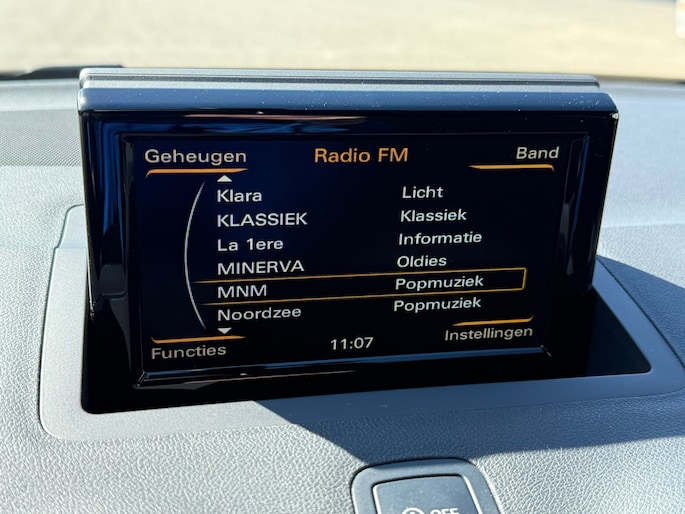 Geheugen Radio FM Band
Klara Licht
KLASSIEK Klassiek
La 1ere Informatie
MINERVA Oldies
MNM Popmuziek
Noordzee Popmuziek
Functies 11:07 Instellingen
OFF